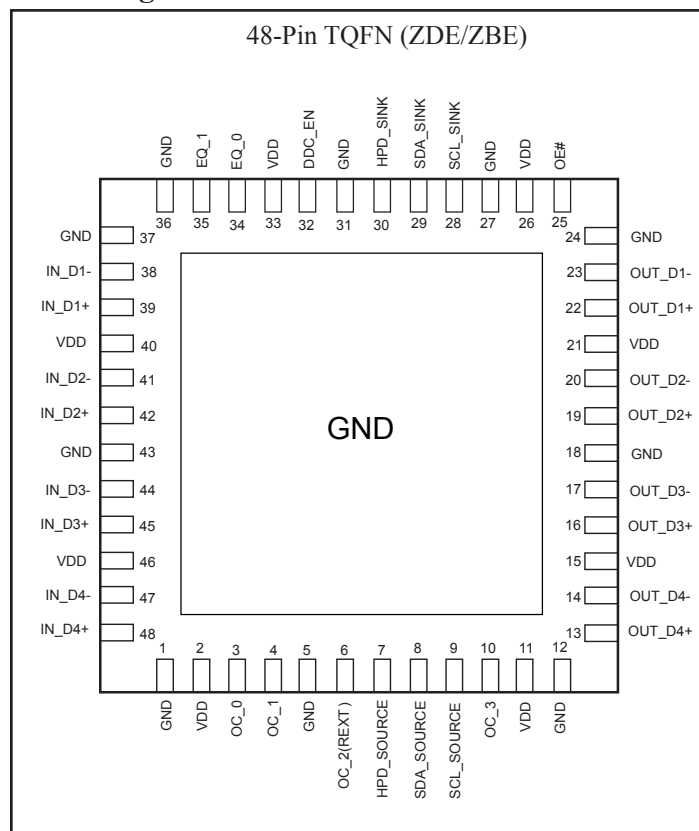 48-Pin TQFN (ZDE/ZBE)
GND
EQ_1
EQ_0
VDD
DDC_EN
GND
HPD_SINK
SDA_SINK
SCL_SINK
GND
VDD
OE#
36 35 34 33 32 31 30 29 28 27 26 25
GND 37 24 GND
IN_D1- 38 23 OUT_D1-
IN_D1+ 39 22 OUT_D1+
VDD 40 21 VDD
IN_D2- 41 20 OUT_D2-
IN_D2+ 42 19 OUT_D2+
GND
GND 43 18 GND
IN_D3- 44 17 OUT_D3-
IN_D3+ 45 16 OUT_D3+
VDD 46 15 VDD
IN_D4- 47 14 OUT_D4-
IN_D4+ 48 13 OUT_D4+
1 2 3 4 5 6 7 8 9 10 11 12
GND
VDD
OC_0
OC_1
GND
OC_2(REXT)
HPD_SOURCE
SDA_SOURCE
SCL_SOURCE
OC_3
VDD
GND